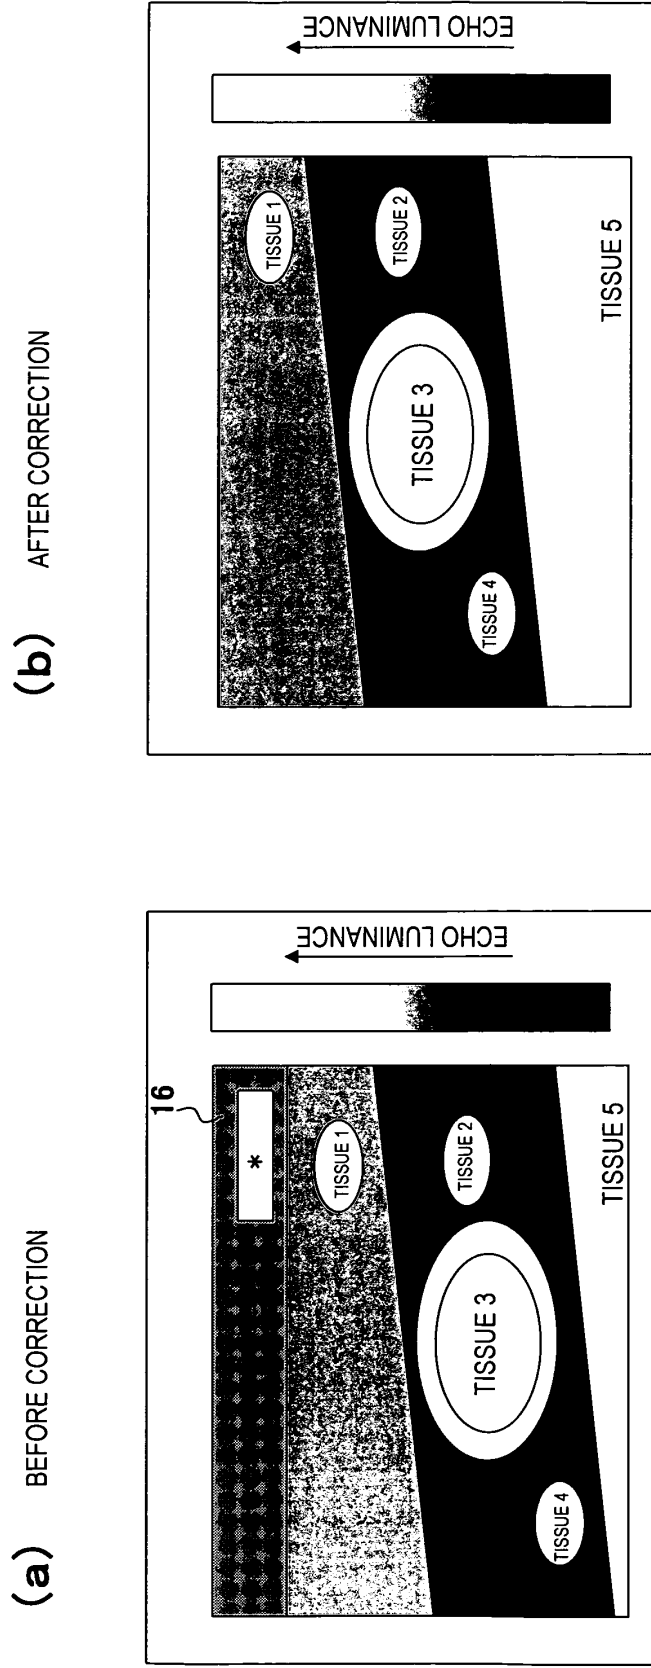 (a) BEFORE CORRECTION
16
*
TISSUE 1
TISSUE 2
TISSUE 3
TISSUE 4
TISSUE 5
ECHO LUMINANCE
(b) AFTER CORRECTION
TISSUE 1
TISSUE 2
TISSUE 3
TISSUE 4
TISSUE 5
ECHO LUMINANCE